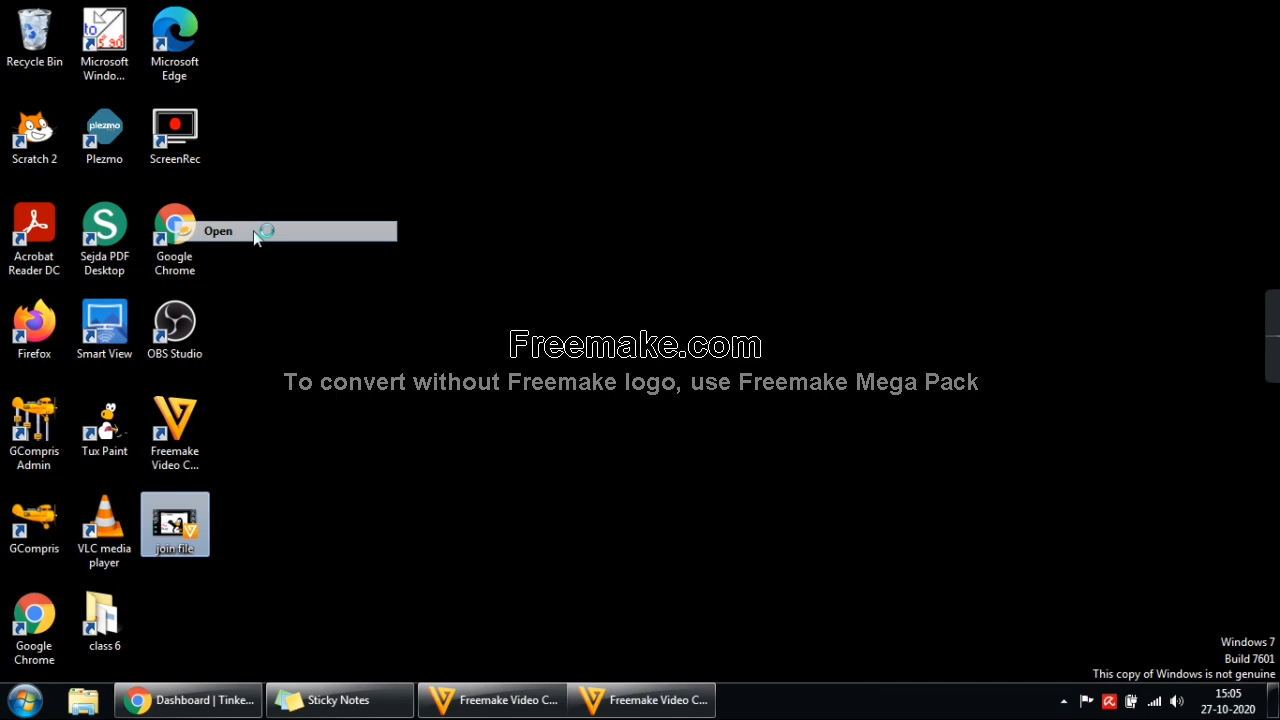 Recycle Bin
Microsoft Windo...
Microsoft Edge
Scratch 2
plezmo
Plezmo
ScreenRec
Acrobat Reader DC
Sejda PDF Desktop
Google Chrome
Open
Firefox
Smart View
OBS Studio
Freemake.com
To convert without Freemake logo, use Freemake Mega Pack
GCompris Admin
Tux Paint
Freemake Video C...
GCompris
VLC media player
join file
Google Chrome
class 6
Windows 7
Build 7601
This copy of Windows is not genuine
Dashboard | Tinke...
Sticky Notes
Freemake Video C...
Freemake Video C...
15:05
27-10-2020